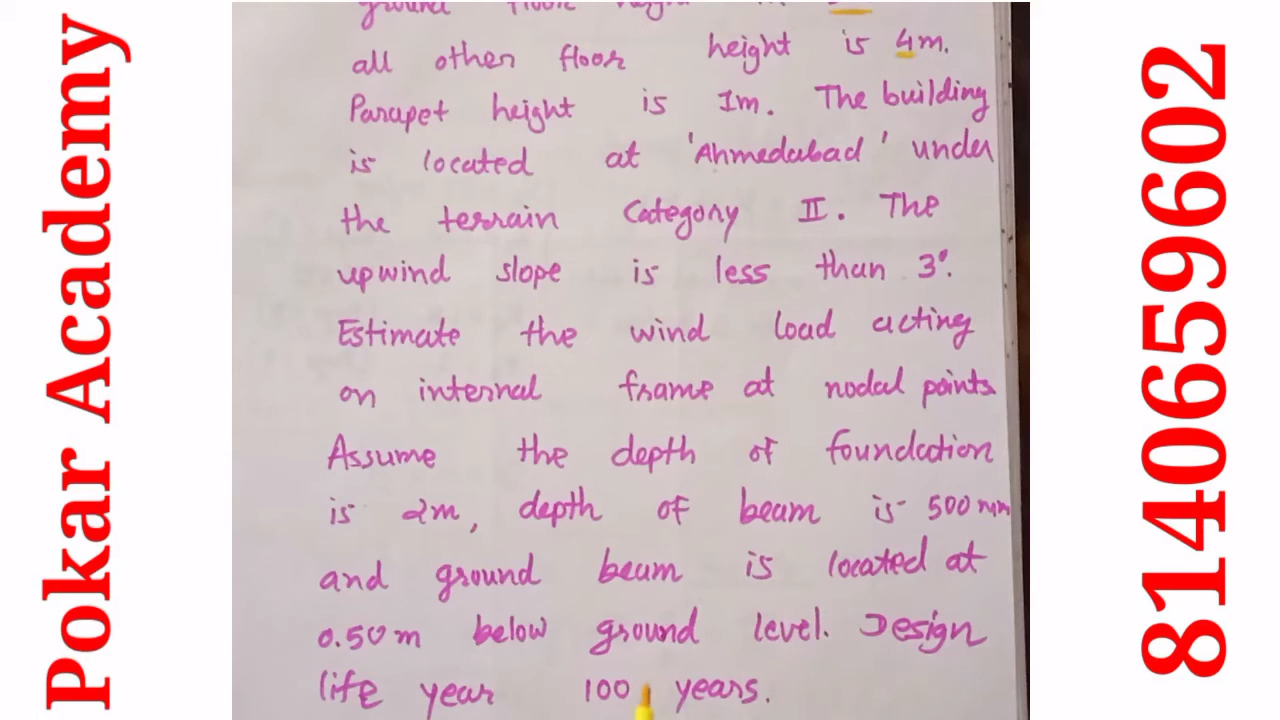 Pokar Academy
ground floor height
all other floor height is 4m.
Parapet height is 1m. The building
is located at 'Ahmedabad' under
the terrain Category II. The
upwind slope is less than 3°.
Estimate the wind load acting
on internal frame at nodal points
Assume the depth of foundation
is 2m, depth of beam is 500 mm
and ground beam is located at
0.50 m below ground level. Design
life year 100 years.
8140659602